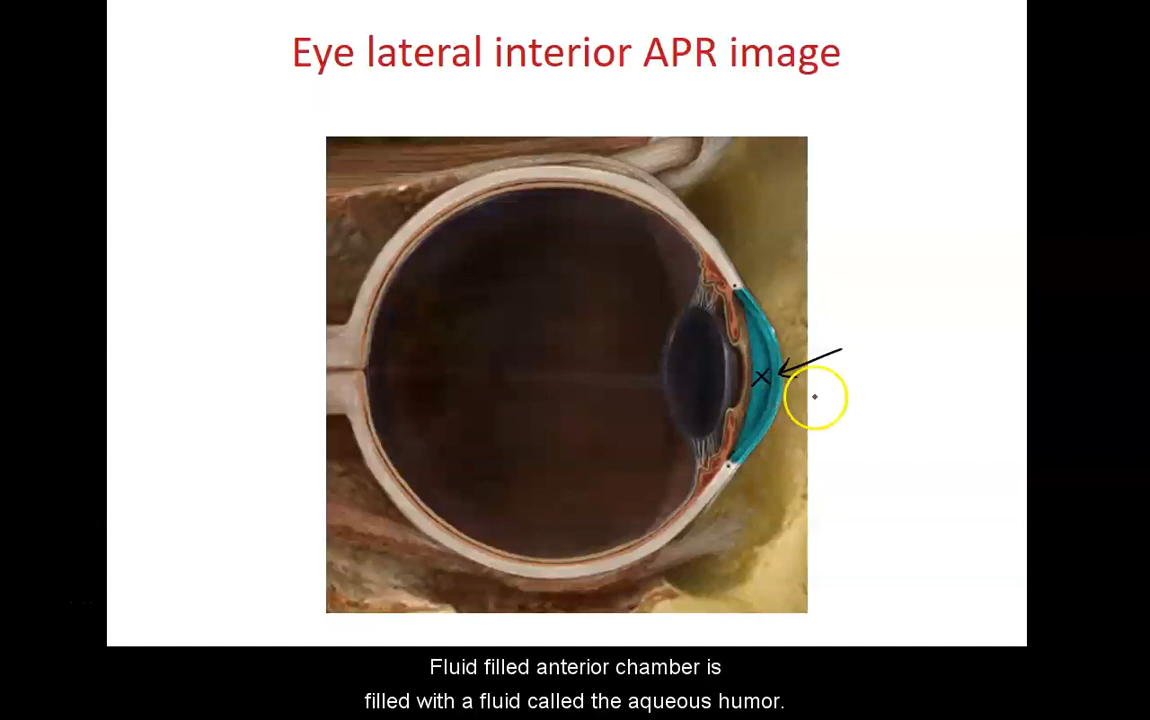 Eye lateral interior APR image
X
Fluid filled anterior chamber is
filled with a fluid called the aqueous humor.